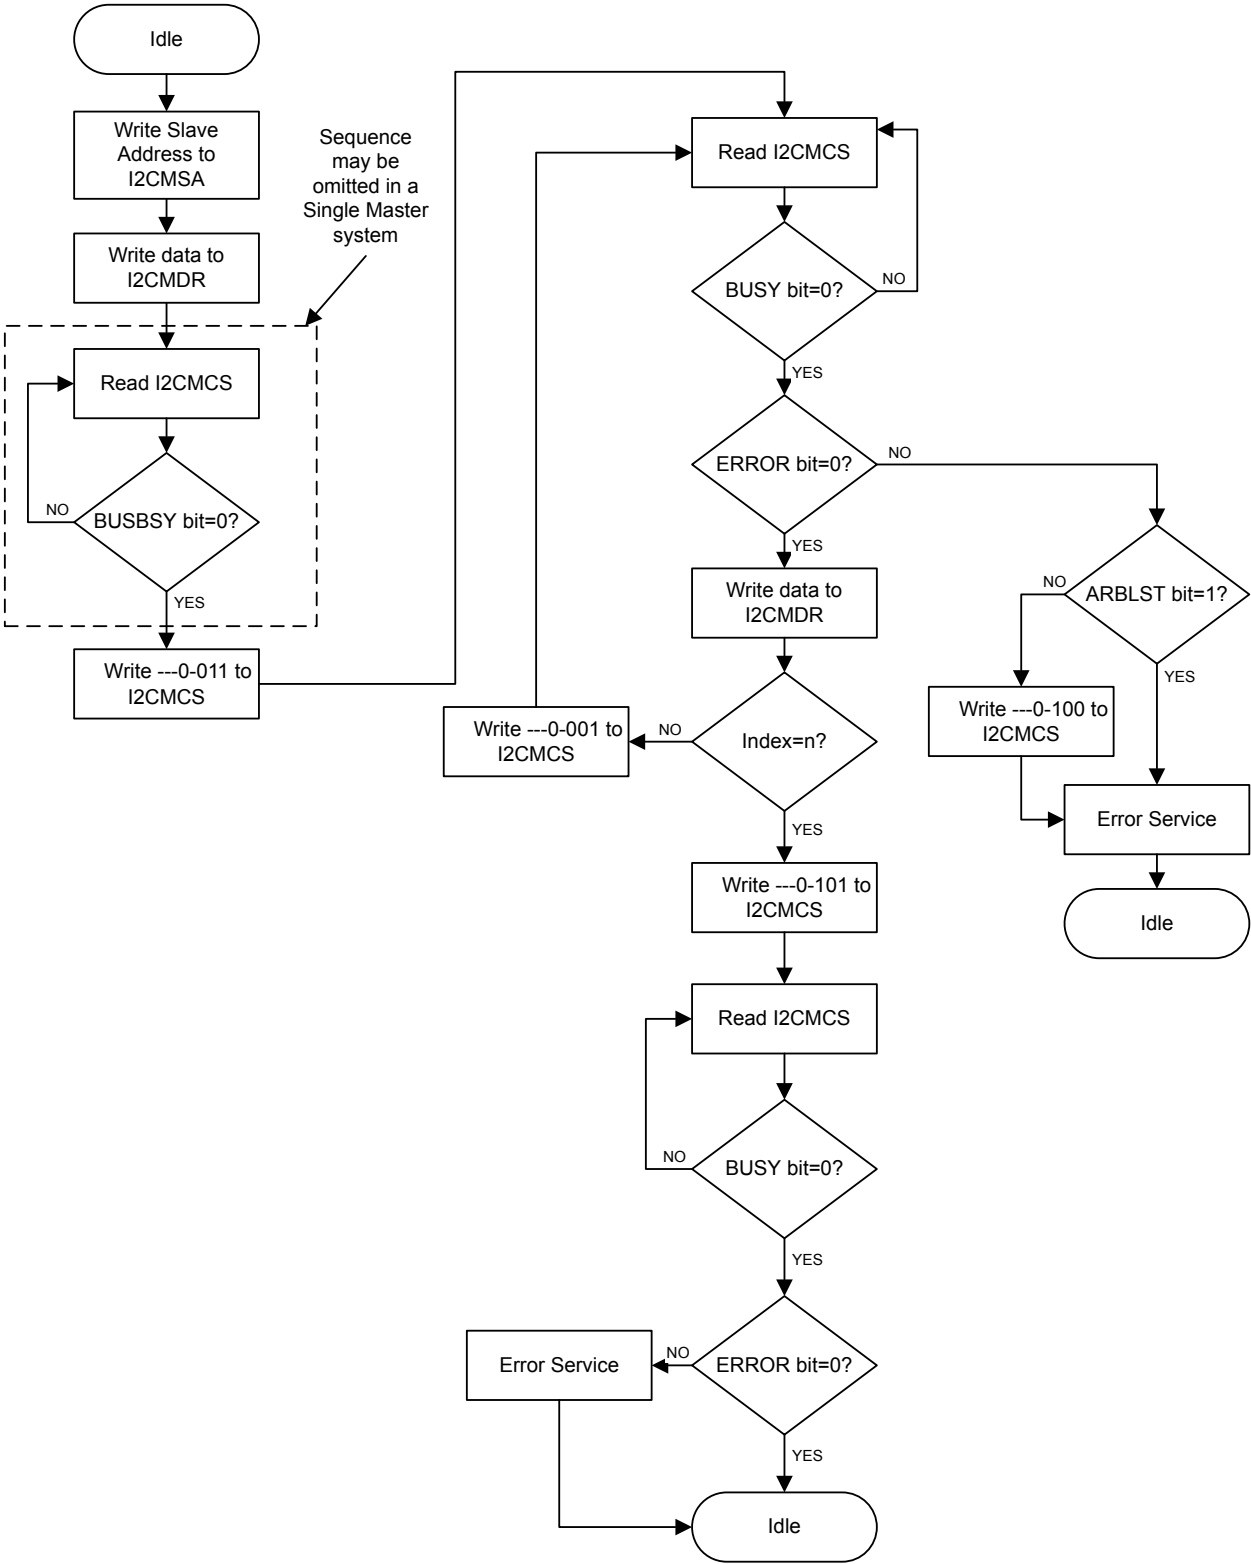 Idle
Write Slave
Address to
I2CMSA
Write data to
I2CMDR
Sequence
may be
omitted in a
Single Master
system
Read I2CMCS
BUSBSY bit=0?
NO
YES
Write ---0-011 to
I2CMCS
Read I2CMCS
BUSY bit=0?
NO
YES
ERROR bit=0?
NO
YES
Write data to
I2CMDR
Index=n?
NO
Write ---0-001 to
I2CMCS
YES
ARBLST bit=1?
NO
YES
Write ---0-100 to
I2CMCS
Error Service
Idle
Write ---0-101 to
I2CMCS
Read I2CMCS
BUSY bit=0?
NO
YES
ERROR bit=0?
NO
Error Service
YES
Idle